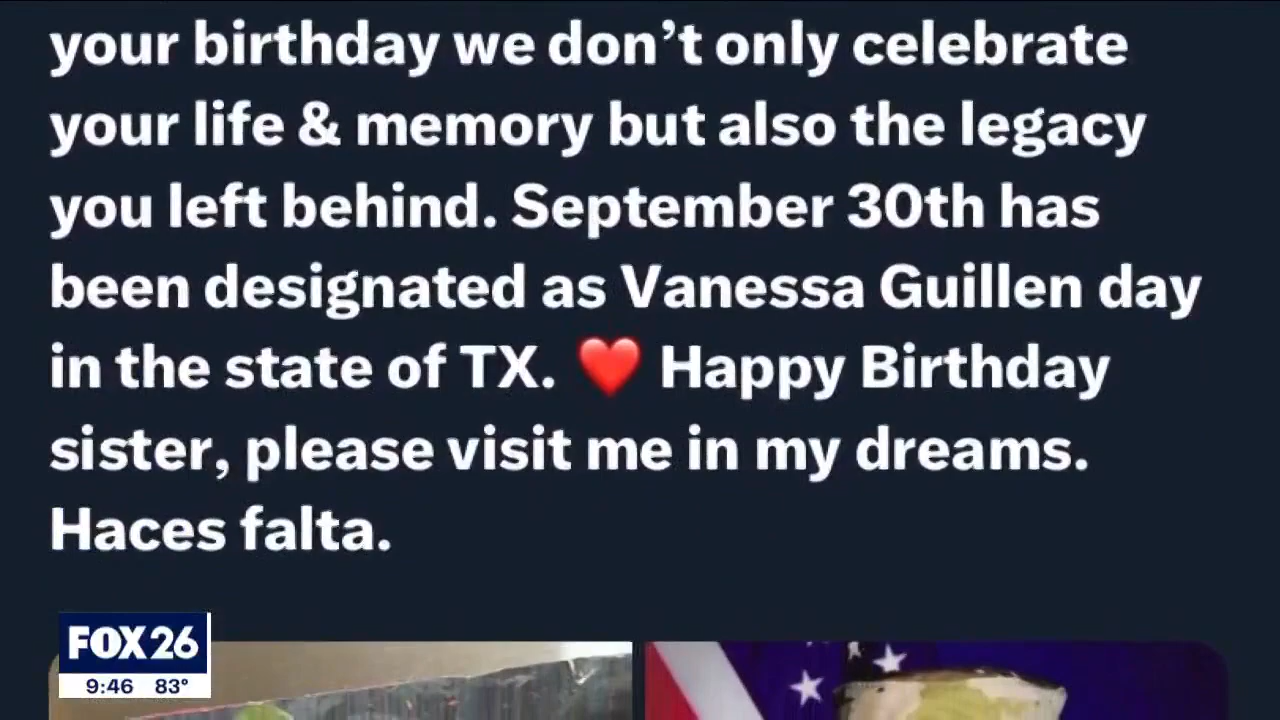 your birthday we don’t only celebrate
your life & memory but also the legacy
you left behind. September 30th has
been designated as Vanessa Guillen day
in the state of TX. ❤️ Happy Birthday
sister, please visit me in my dreams.
Haces falta.
FOX 26
9:46 83°